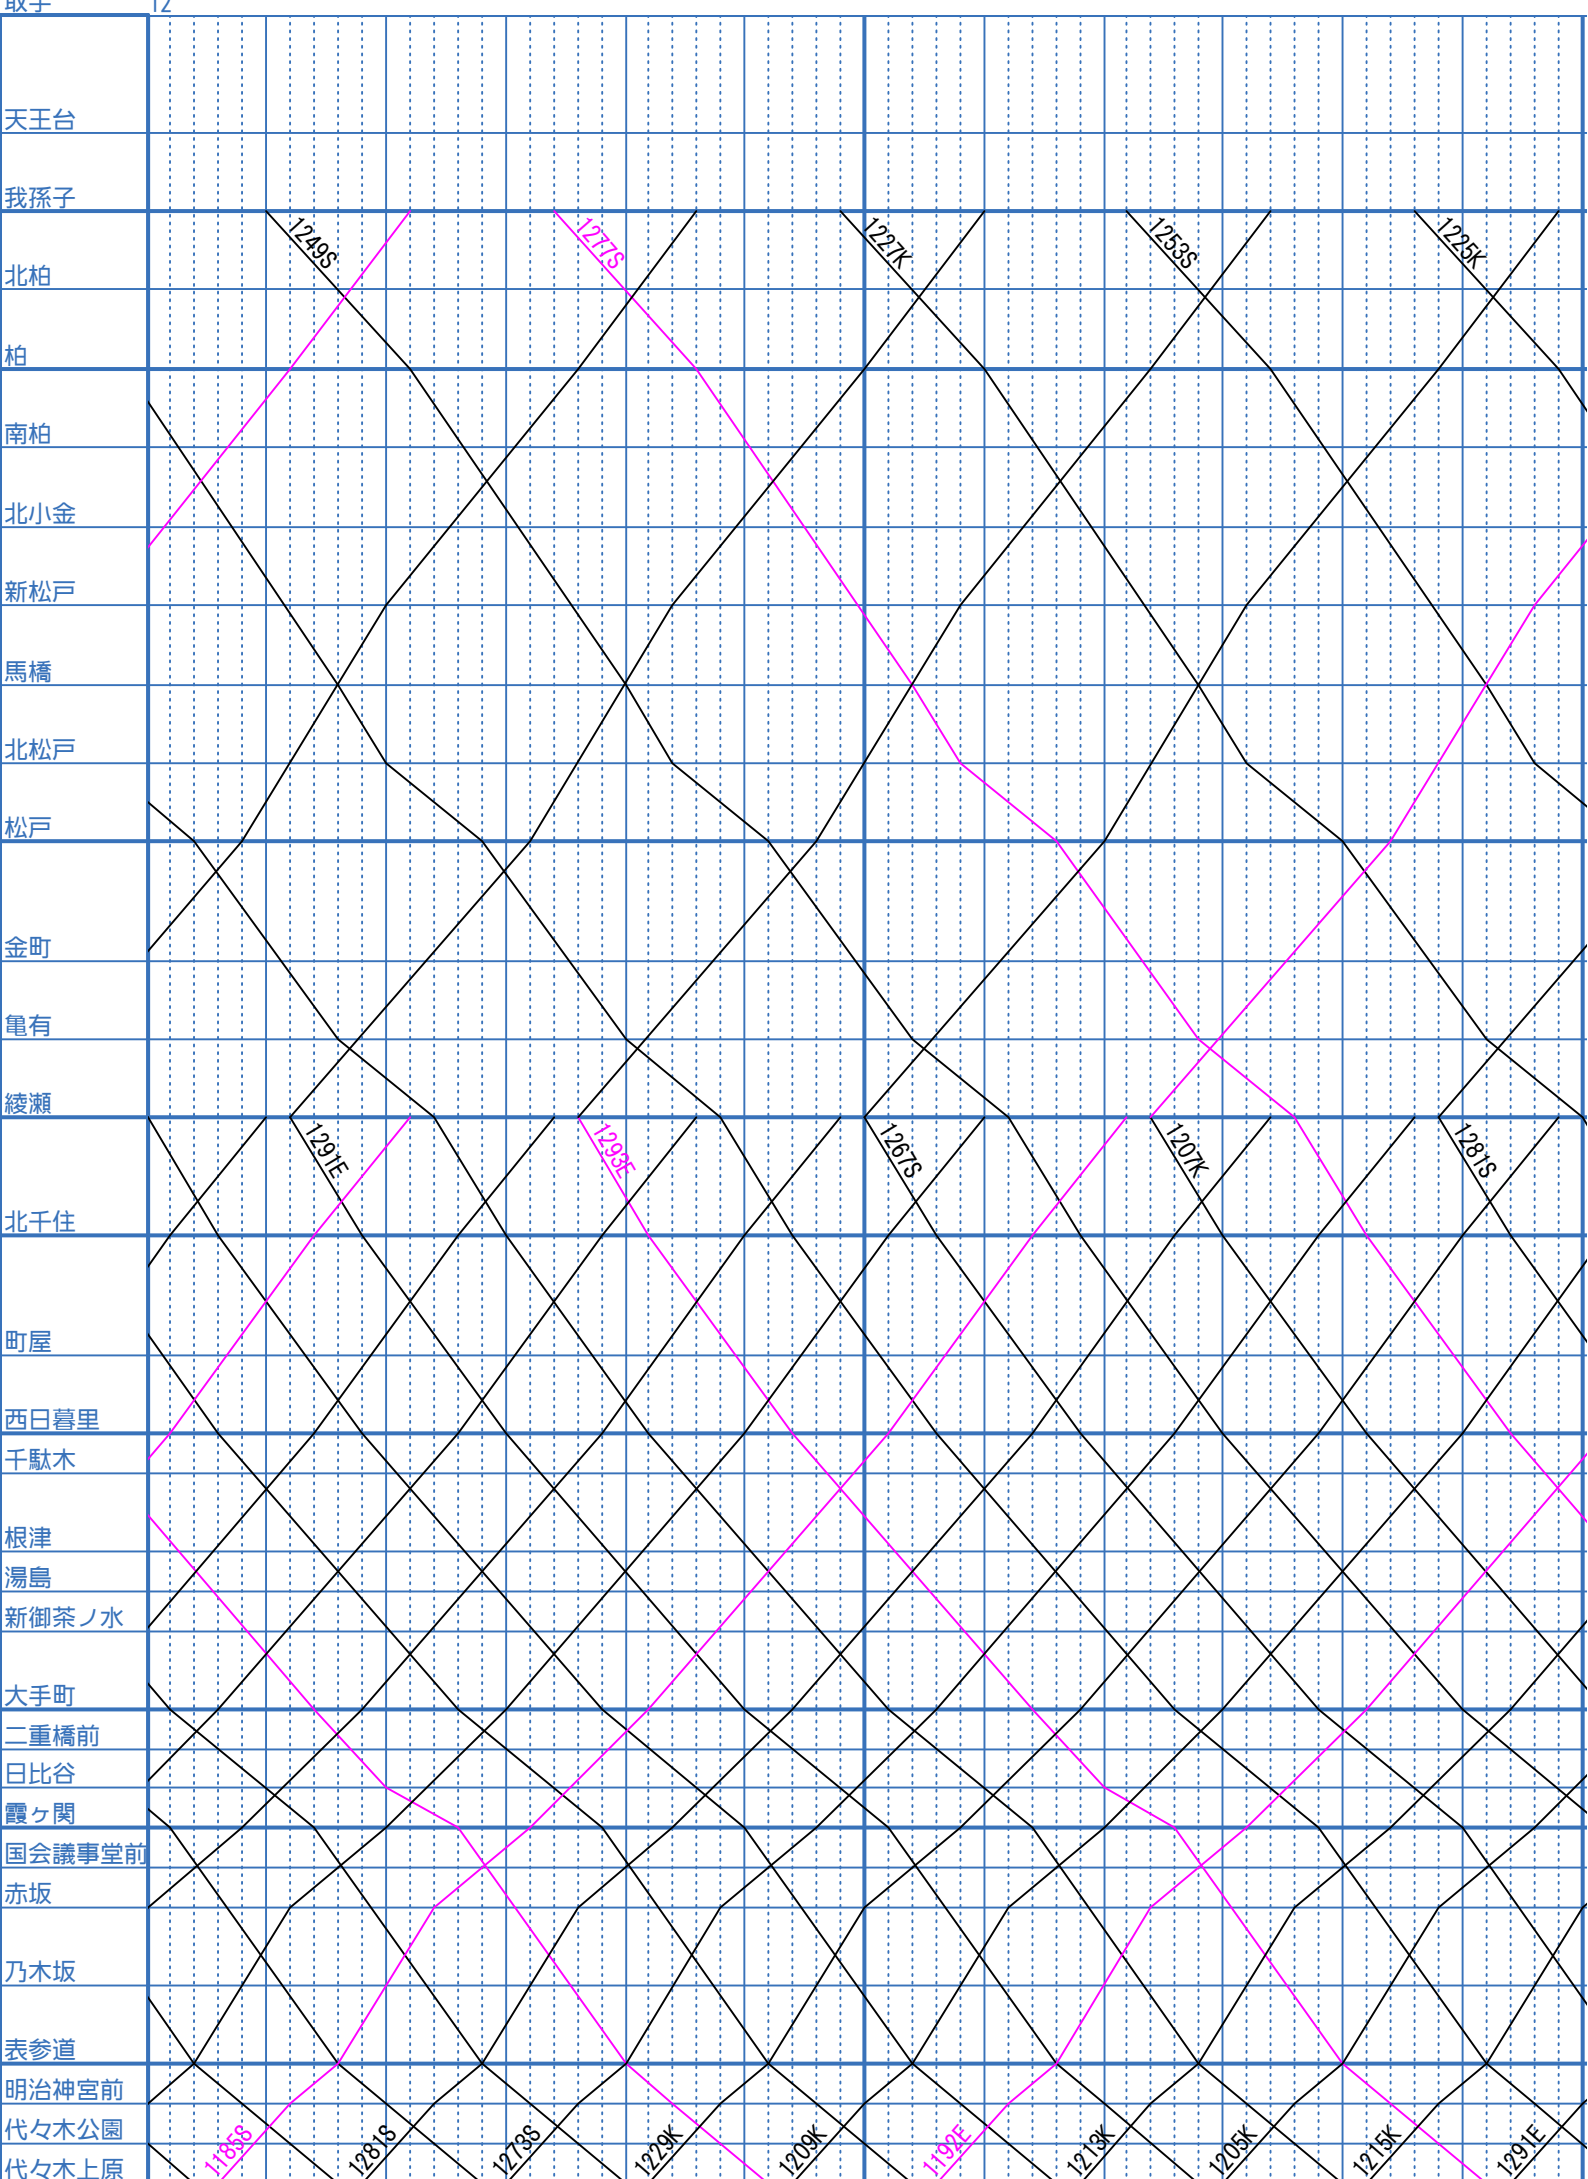 取手
12
天王台
我孫子
1249S
1277S
1227K
1253S
1225K
北柏
柏
南柏
北小金
新松戸
馬橋
北松戸
松戸
金町
亀有
綾瀬
1291E
1293E
1267S
1207K
1281S
北千住
町屋
西日暮里
千駄木
根津
湯島
新御茶ノ水
大手町
二重橋前
日比谷
霞ヶ関
国会議事堂前
赤坂
乃木坂
表参道
明治神宮前
代々木公園
1185S
1281S
1273S
1229K
1209K
1192E
1213K
1205K
1215K
1291E
代々木上原